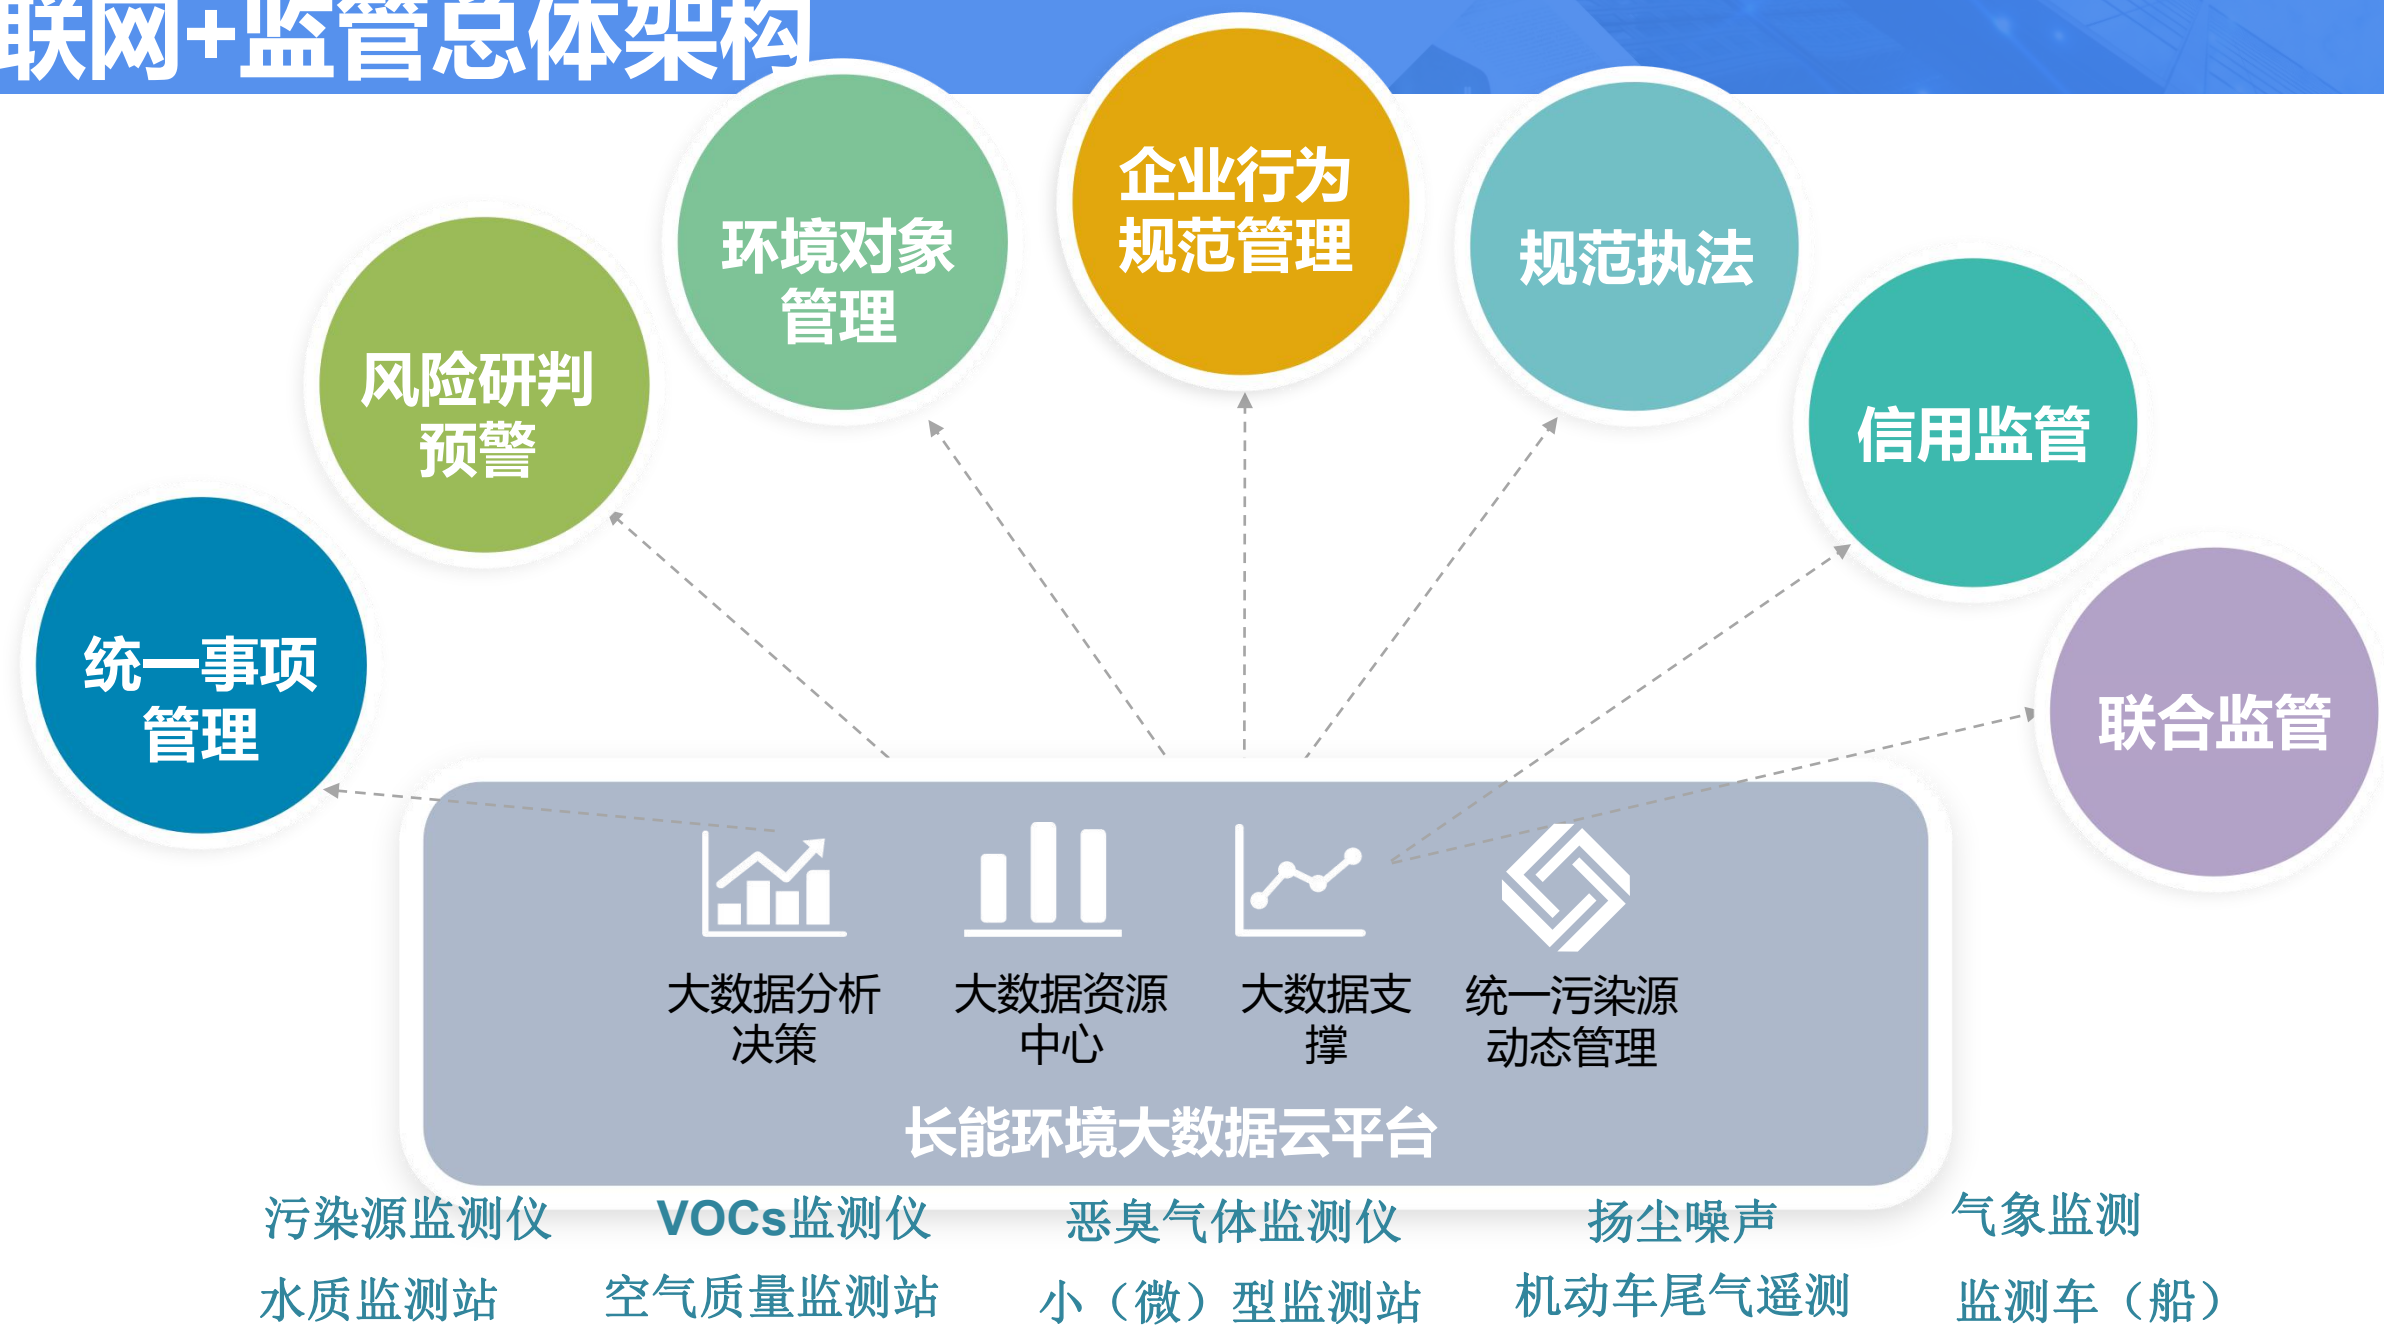 联网+监管总体架构
企业行为
规范管理
环境对象
管理
规范执法
风险研判
预警
信用监管
统一事项
管理
联合监管
大数据分析
决策
大数据资源
中心
大数据支
撑
统一污染源
动态管理
长能环境大数据云平台
污染源监测仪
VOCs监测仪
恶臭气体监测仪
扬尘噪声
气象监测
水质监测站
空气质量监测站
小（微）型监测站
机动车尾气遥测
监测车（船）